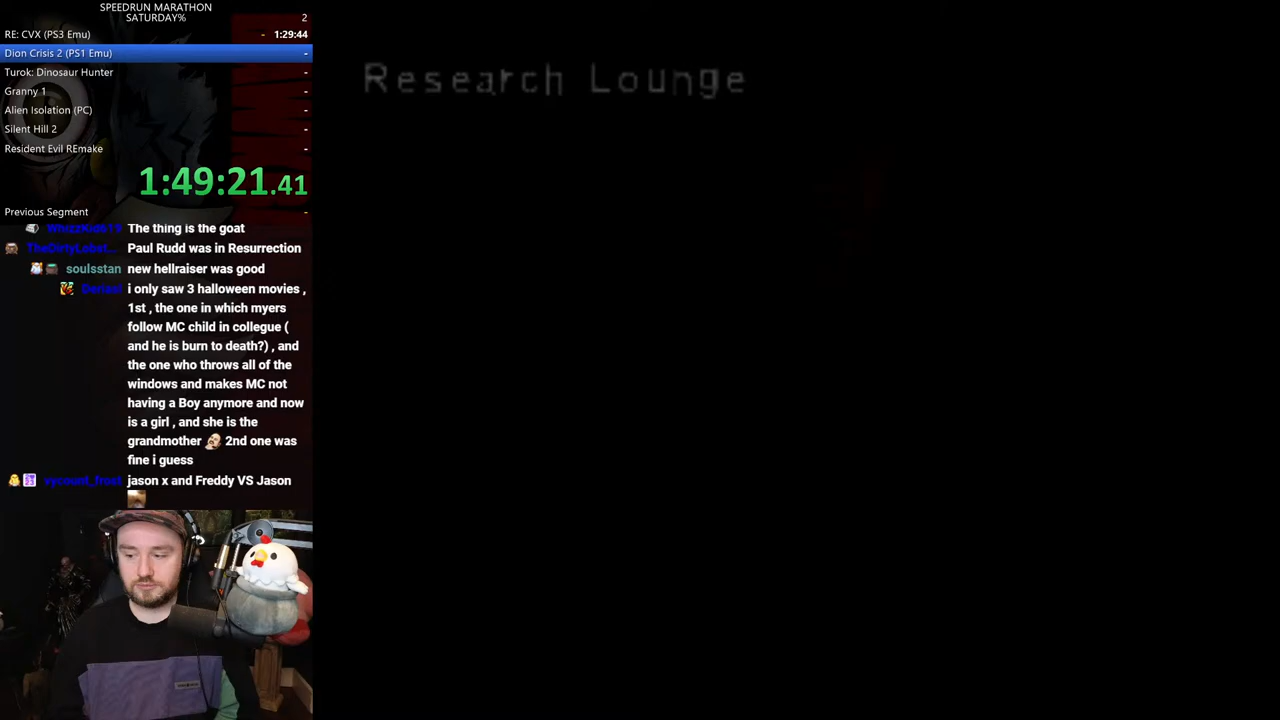 SPEEDRUN MARATHON
SATURDAY%
2
RE: CVX (PS3 Emu) - 1:29:44
Dion Crisis 2 (PS1 Emu) -
Turok: Dinosaur Hunter -
Granny 1 -
Alien Isolation (PC) -
Silent Hill 2 -
Resident Evil REmake -
1:49:21.41
Previous Segment -
WhizzKid619 The thing is the goat
TheDirtyLobst... Paul Rudd was in Resurrection
soulsstan new hellraiser was good
i only saw 3 halloween movies ,
1st , the one in which myers
follow MC child in collegue (
and he is burn to death?) , and
the one who throws all of the
windows and makes MC not
having a Boy anymore and now
is a girl , and she is the
grandmother 2nd one was
fine i guess
vycount_frost jason x and Freddy VS Jason
Research Lounge